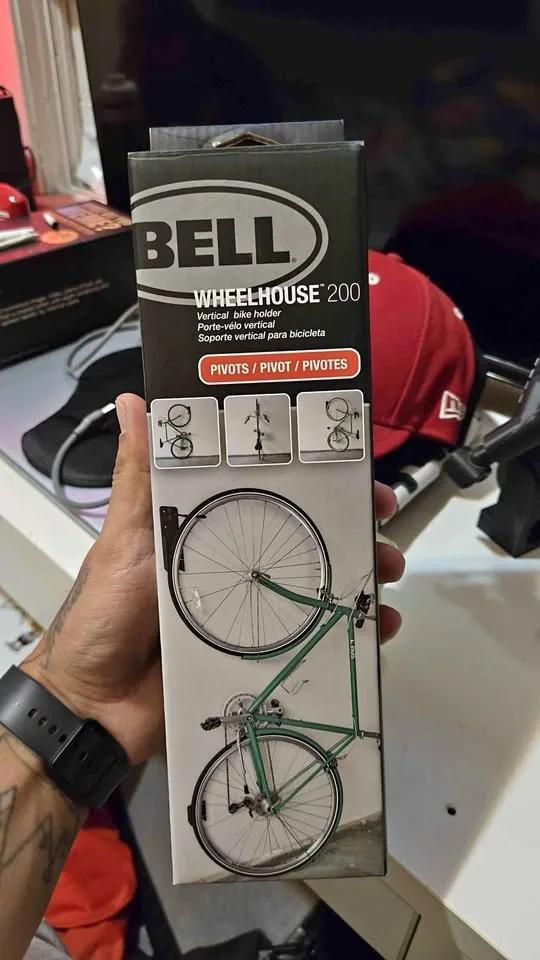 BELL
WHEELHOUSE™ 200
Vertical bike holder
Porte-vélo vertical
Soporte vertical para bicicleta
PIVOTS / PIVOT / PIVOTES